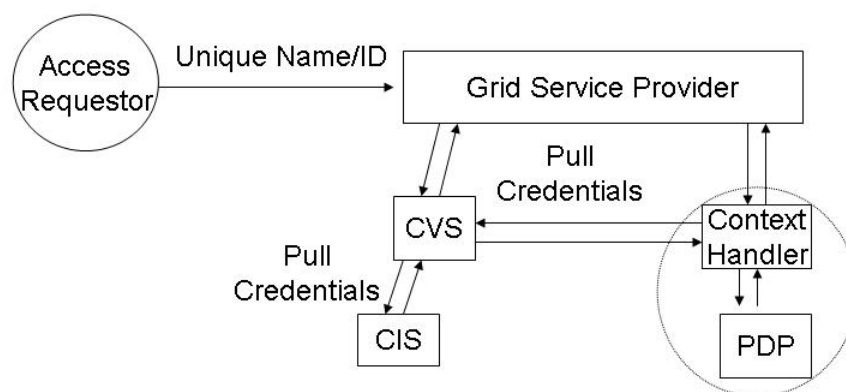 Access
Requestor
Unique Name/ID
Grid Service Provider
Pull
Credentials
CVS
Context
Handler
Pull
Credentials
CIS
PDP